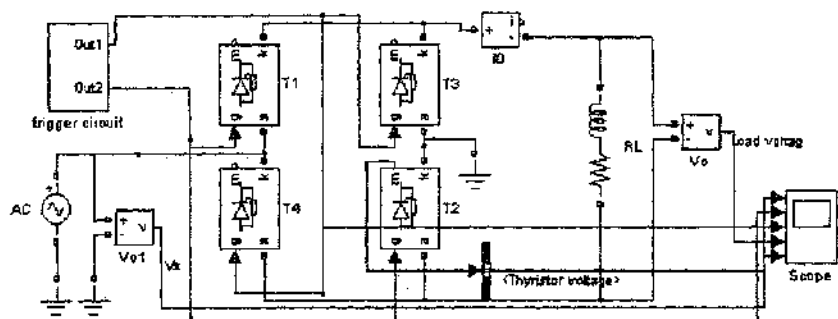 Out1
Out2
trigger circuit
T1
T3
T4
T2
m
k
g
a
m
k
g
a
m
k
g
a
m
k
g
a
i
i0
+
-
AC
+
+
-
v
Vo1
Vs
RL
+
-
v
Vo
Load voltag
<Thyristor voltage>
Scope